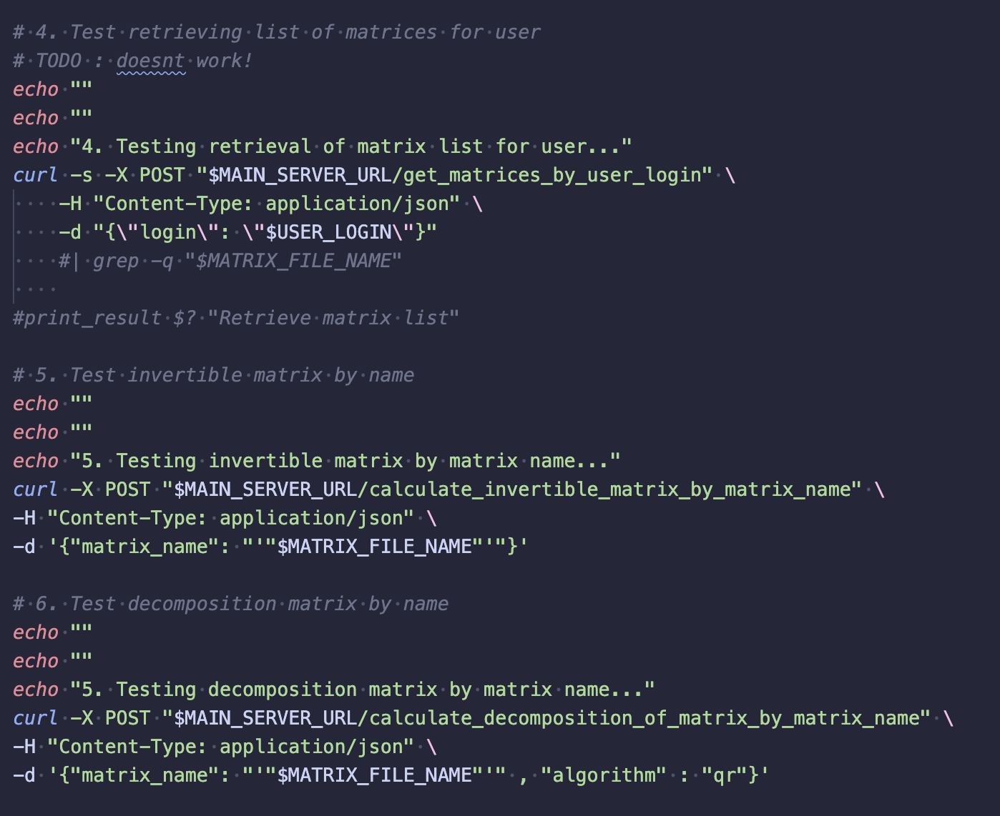 # 4. Test retrieving list of matrices for user
# TODO : doesnt work!
echo ""
echo ""
echo "4. Testing retrieval of matrix list for user..."
curl -s -X POST "$MAIN_SERVER_URL/get_matrices_by_user_login" \
    -H "Content-Type: application/json" \
    -d "{\"login\": \"$USER_LOGIN\"}"
    #| grep -q "$MATRIX_FILE_NAME"
#print_result $? "Retrieve matrix list"
# 5. Test invertible matrix by name
echo ""
echo ""
echo "5. Testing invertible matrix by matrix name..."
curl -X POST "$MAIN_SERVER_URL/calculate_invertible_matrix_by_matrix_name" \
-H "Content-Type: application/json" \
-d '{"matrix_name": "'"$MATRIX_FILE_NAME"'"}'
# 6. Test decomposition matrix by name
echo ""
echo ""
echo "5. Testing decomposition matrix by matrix name..."
curl -X POST "$MAIN_SERVER_URL/calculate_decomposition_of_matrix_by_matrix_name" \
-H "Content-Type: application/json" \
-d '{"matrix_name": "'"$MATRIX_FILE_NAME"'" , "algorithm" : "qr"}'